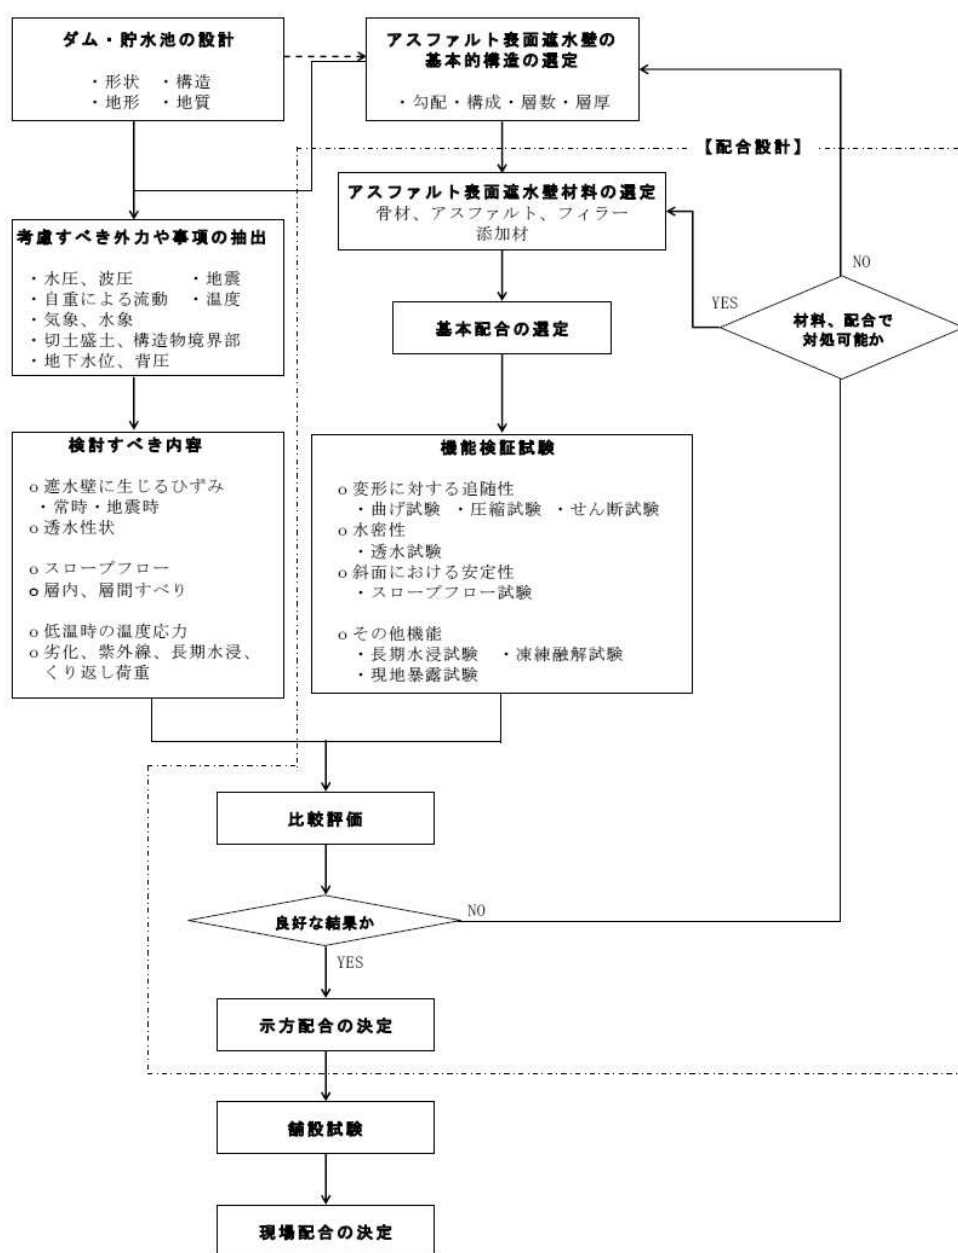 ダム・貯水池の設計
・形状 ・構造
・地形 ・地質
アスファルト表面遮水壁の
基本的構造の選定
・勾配・構成・層数・層厚
【配合設計】
アスファルト表面遮水壁材料の選定
骨材、アスファルト、フィラー
添加材
考慮すべき外力や事項の抽出
・水圧、波圧 ・地震
・自重による流動 ・温度
・気象、水象
・切土盛土、構造物境界部
・地下水位、背圧
基本配合の選定
NO
YES
材料、配合で
対処可能か
検討すべき内容
o 遮水壁に生じるひずみ
・常時・地震時
o 透水性状
o スロープフロー
o 層内、層間すべり
o 低温時の温度応力
o 劣化、紫外線、長期水浸、
くり返し荷重
機能検証試験
o 変形に対する追随性
・曲げ試験 ・圧縮試験 ・せん断試験
o 水密性
・透水試験
o 斜面における安定性
・スロープフロー試験
o その他機能
・長期水浸試験 ・凍練融解試験
・現地暴露試験
比較評価
良好な結果か
NO
YES
示方配合の決定
舗設試験
現場配合の決定